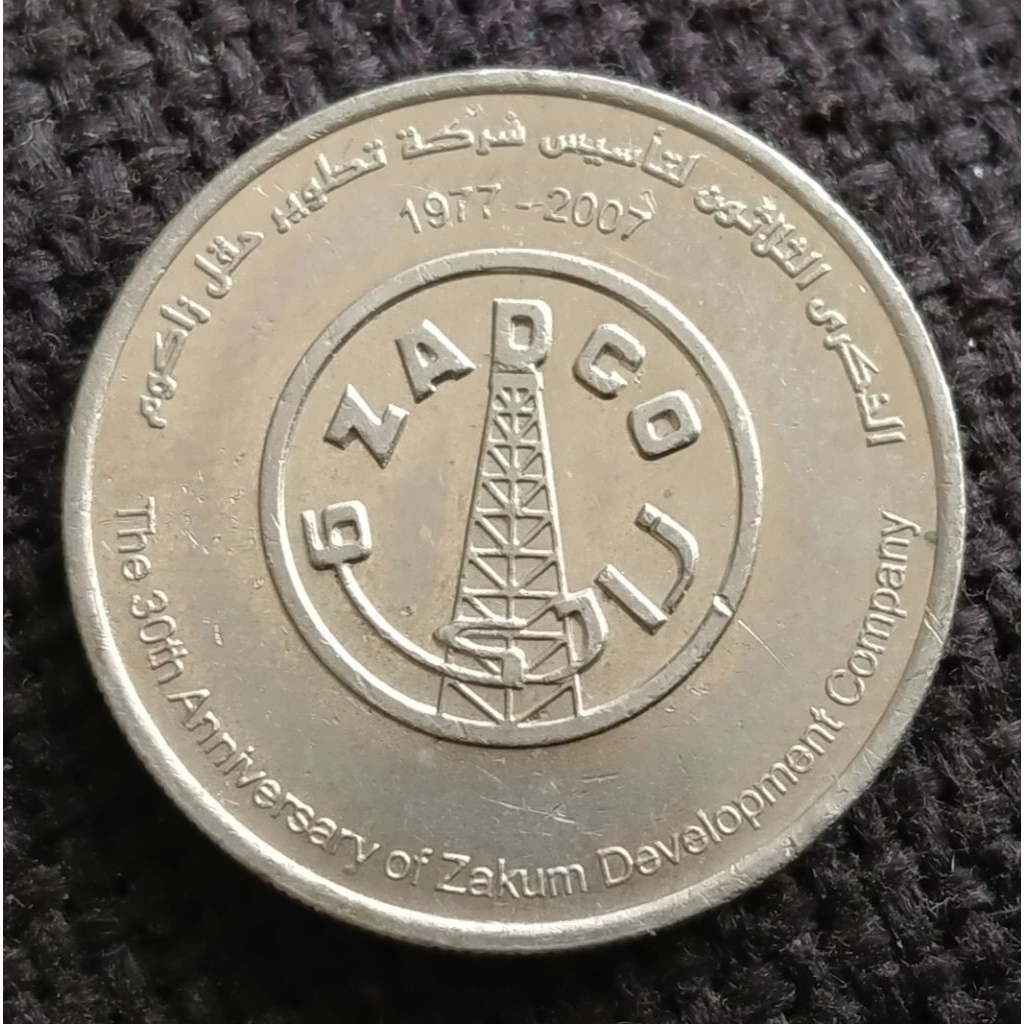 الذكرى الثلاثون لتأسيس شركة تطوير حقل زاكوم
1977 - 2007
ZADCO
زادكو
The 30th Anniversary of Zakum Development Company